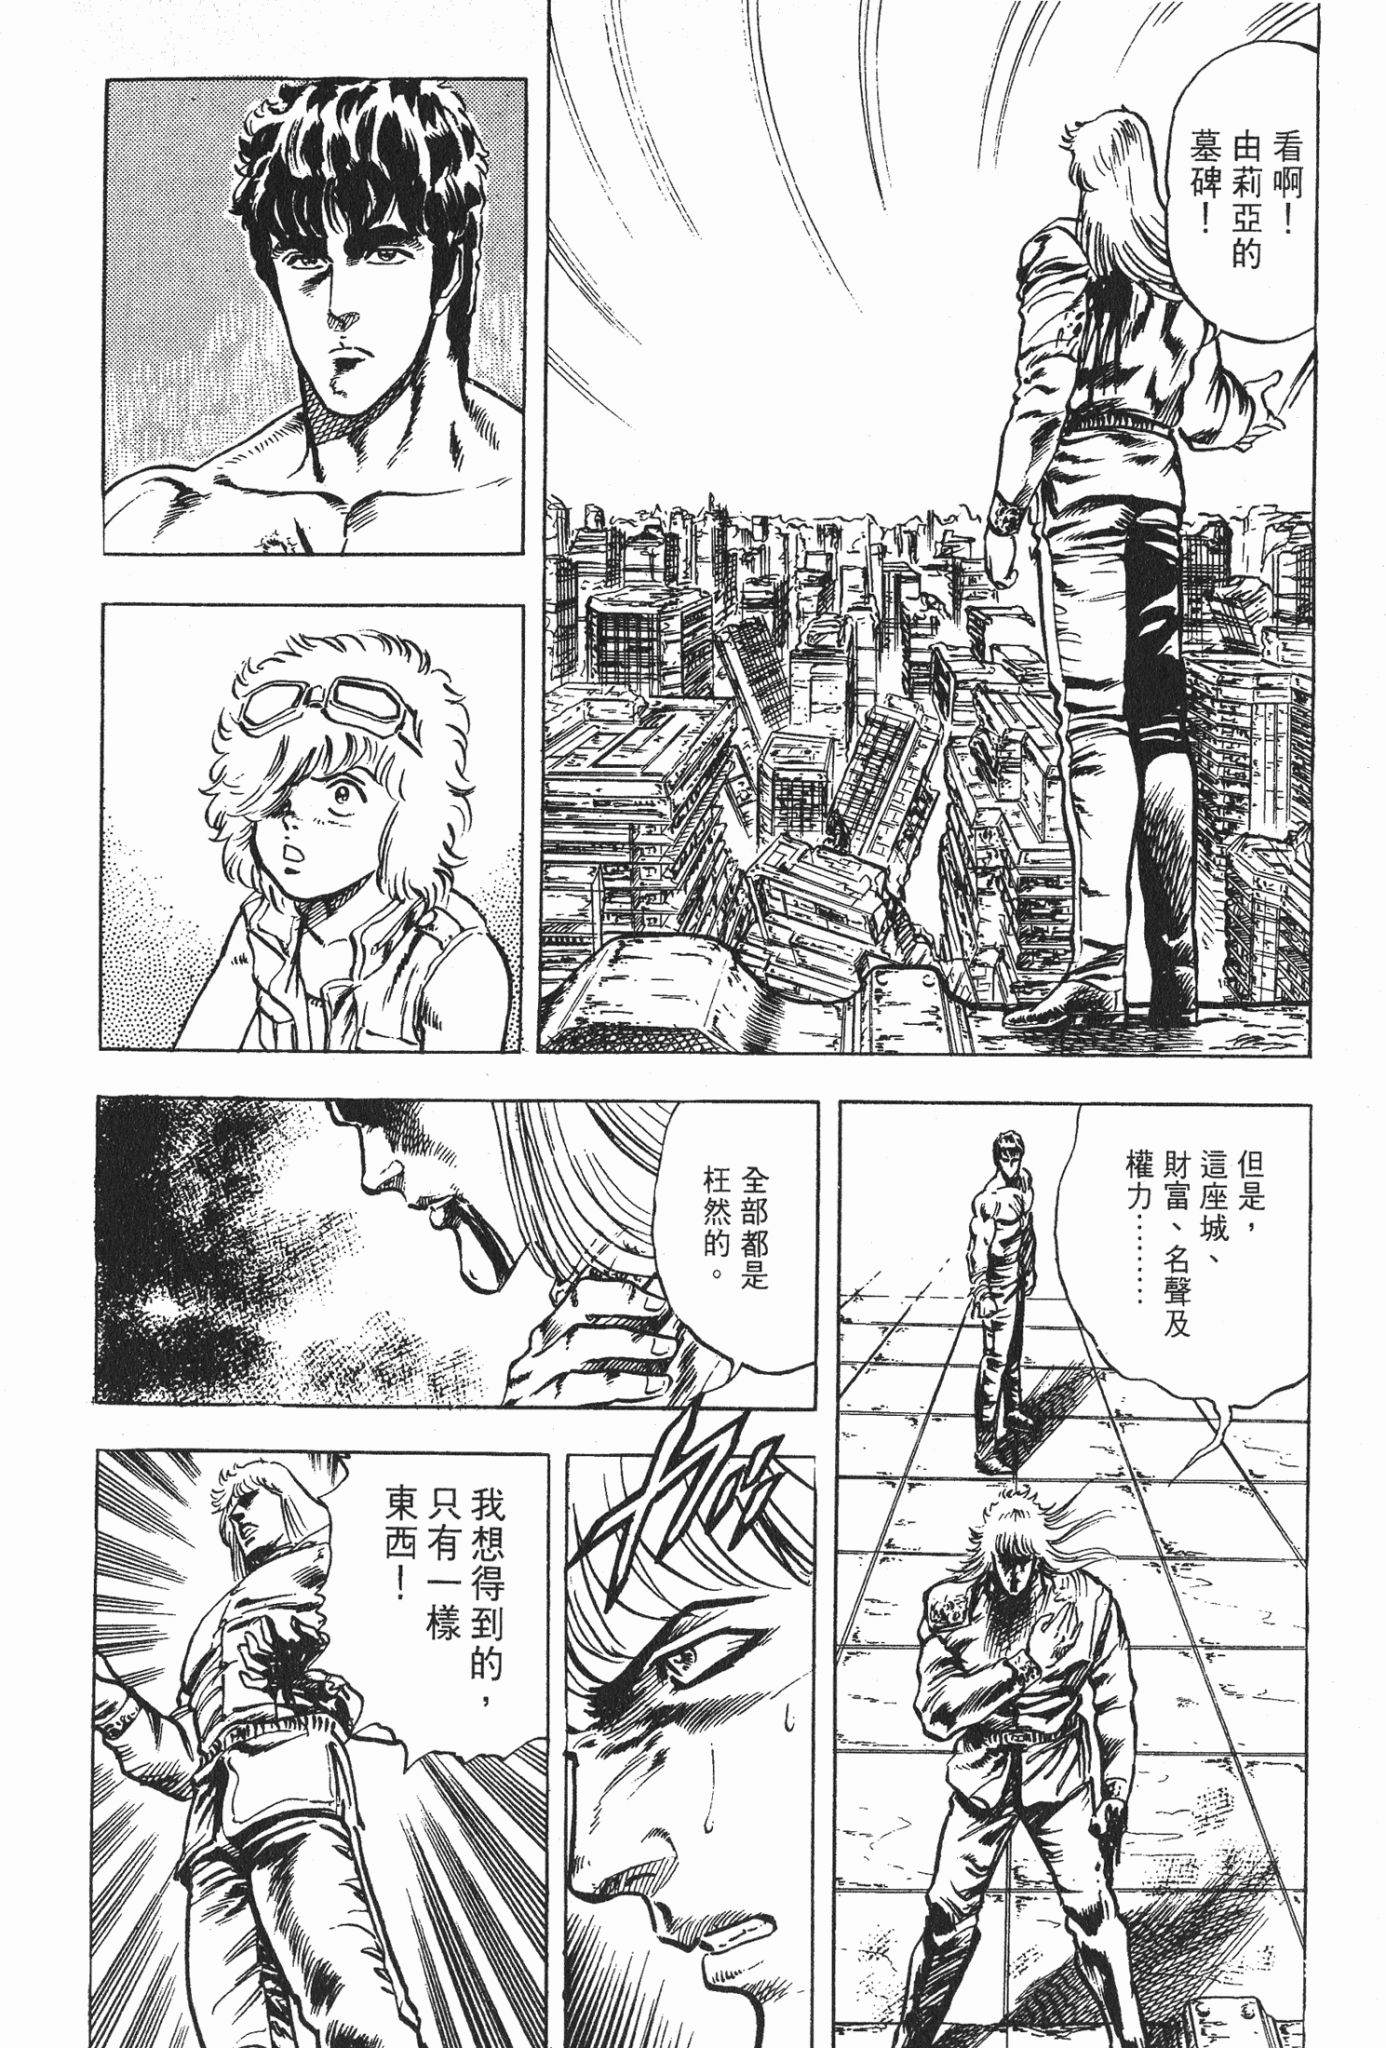 看啊！
由莉亞的
墓碑！
但是，
這座城、
財富、名聲及
權力………
全部都是
枉然的。
我想得到的，
只有一樣
東西！